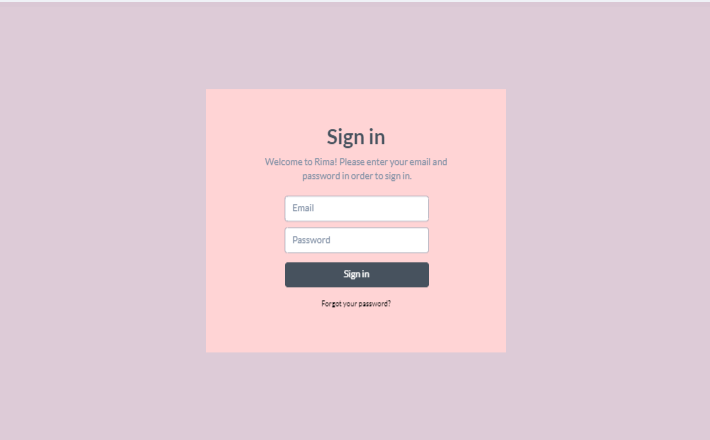 Sign in
Welcome to Rima! Please enter your email and
password in order to sign in.
Email
Password
Sign in
Forgot your password?